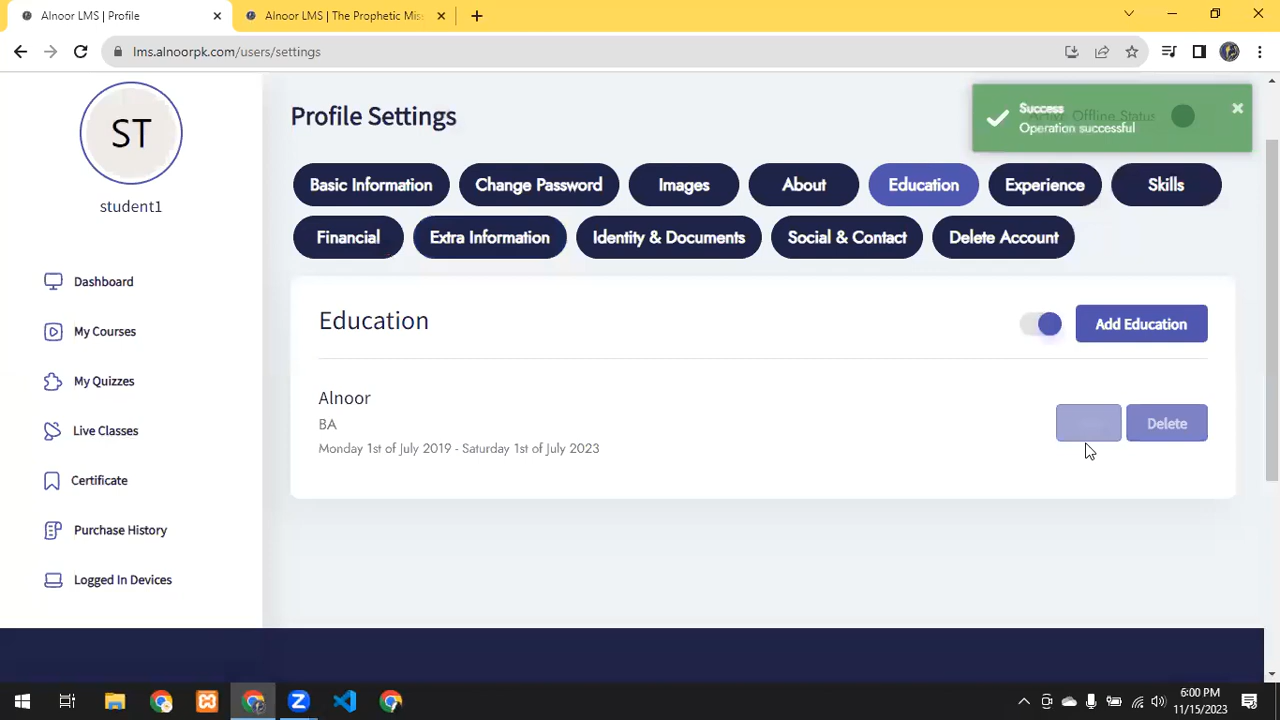 Alnoor LMS | Profile
Alnoor LMS | The Prophetic Mis
lms.alnoorpk.com/users/settings
ST
student1
Dashboard
My Courses
My Quizzes
Live Classes
Certificate
Purchase History
Logged In Devices
Profile Settings
Offline Status
Success
Operation successful
Basic Information
Change Password
Images
About
Education
Experience
Skills
Financial
Extra Information
Identity & Documents
Social & Contact
Delete Account
Education
Add Education
Alnoor
BA
Monday 1st of July 2019 - Saturday 1st of July 2023
Delete
6:00 PM
11/15/2023